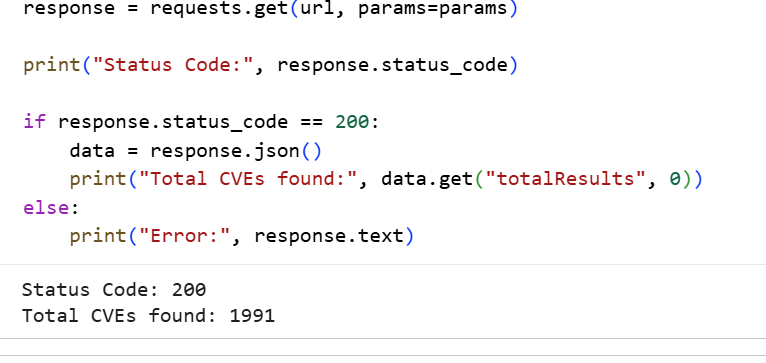 response = requests.get(url, params=params)
print("Status Code:", response.status_code)
if response.status_code == 200:
    data = response.json()
    print("Total CVEs found:", data.get("totalResults", 0))
else:
    print("Error:", response.text)
Status Code: 200
Total CVEs found: 1991